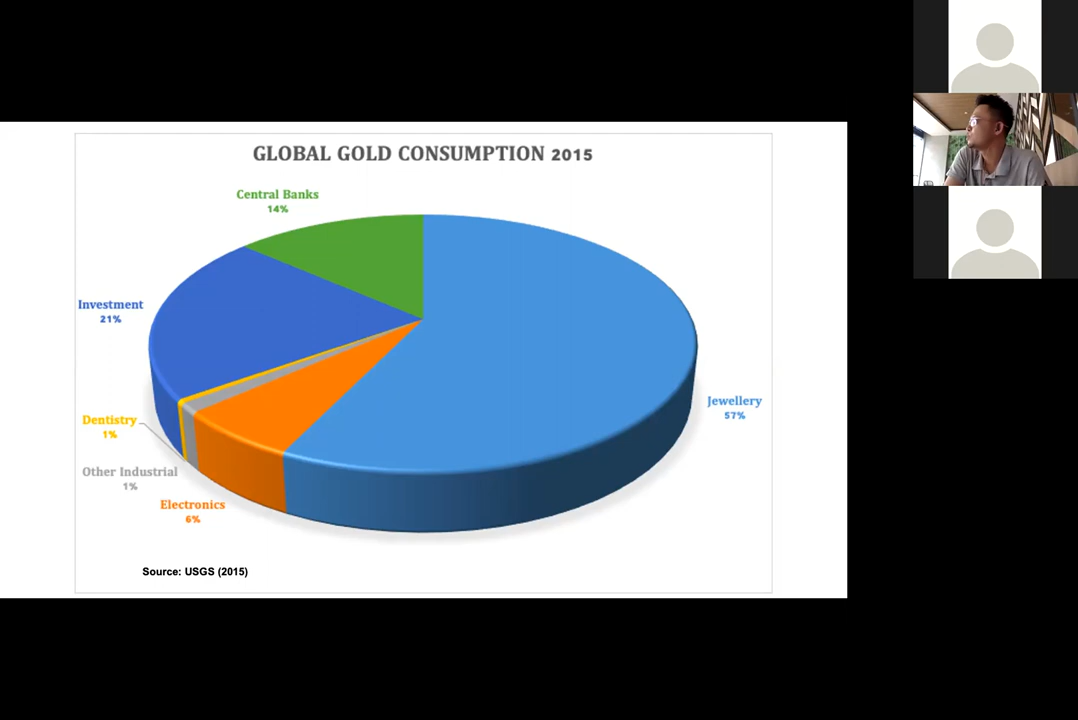 GLOBAL GOLD CONSUMPTION 2015
Central Banks
14%
Investment
21%
Jewellery
57%
Dentistry
1%
Other Industrial
1%
Electronics
6%
Source: USGS (2015)